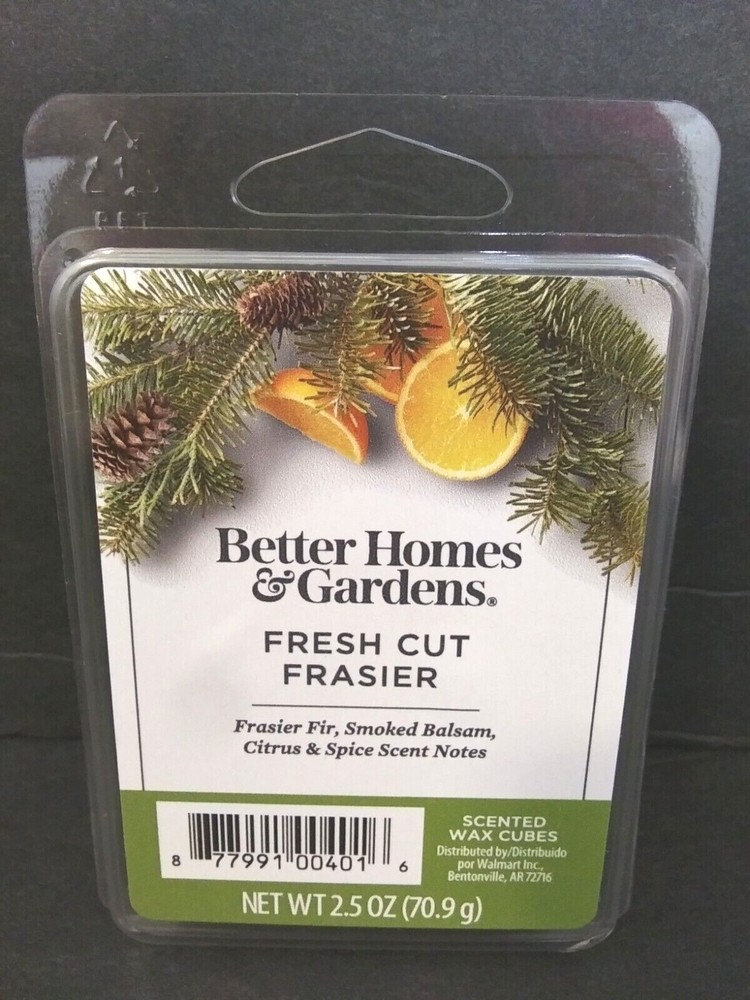 1
PET
Better Homes
& Gardens®
FRESH CUT
FRASIER
Frasier Fir, Smoked Balsam,
Citrus & Spice Scent Notes
8 77991 00401 6
SCENTED
WAX CUBES
Distributed by/Distribuido
por Walmart Inc.,
Bentonville, AR 72716
NET WT 2.5 OZ (70.9 g)